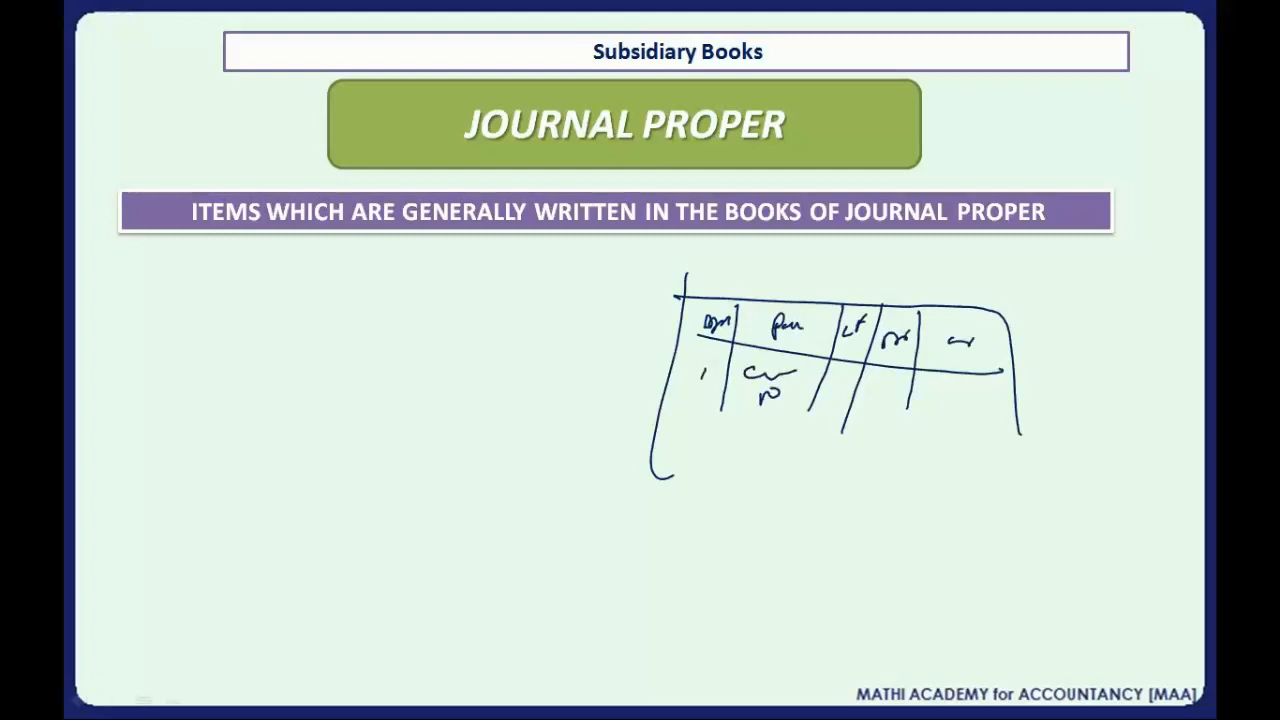 Subsidiary Books
JOURNAL PROPER
ITEMS WHICH ARE GENERALLY WRITTEN IN THE BOOKS OF JOURNAL PROPER
MATHI ACADEMY for ACCOUNTANCY [MAA]